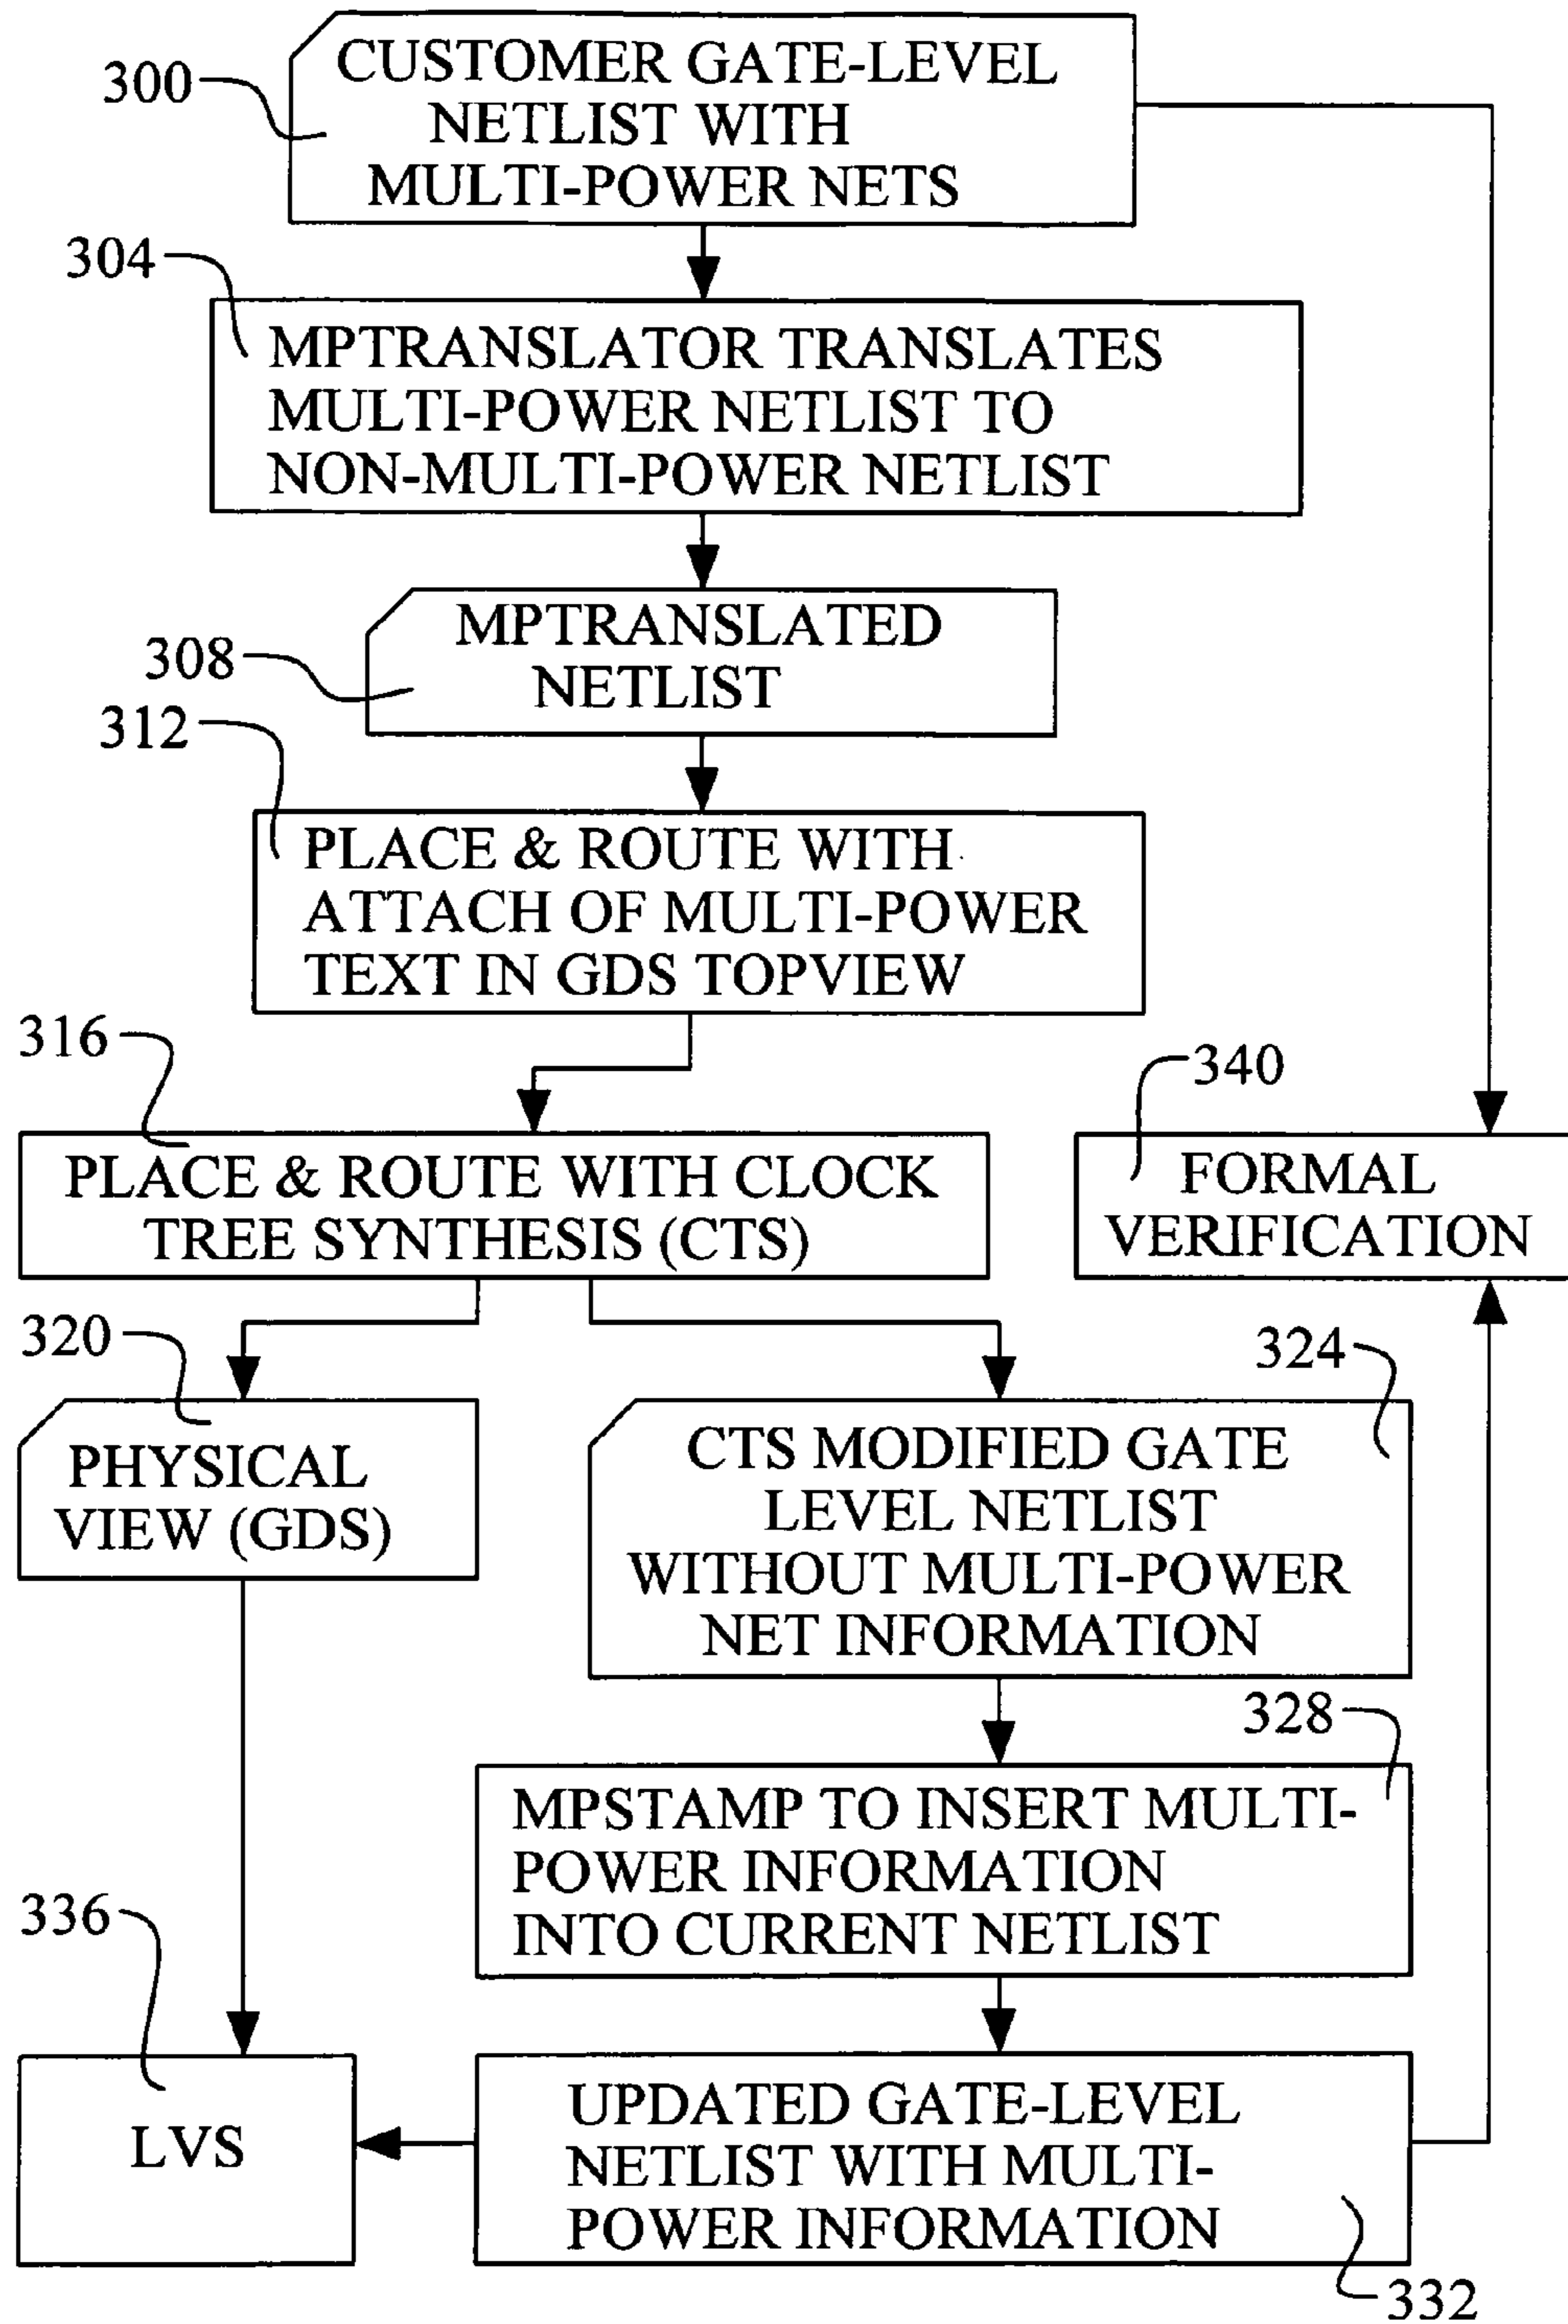 300
CUSTOMER GATE-LEVEL
NETLIST WITH
MULTI-POWER NETS
304
MPTRANSLATOR TRANSLATES
MULTI-POWER NETLIST TO
NON-MULTI-POWER NETLIST
308
MPTRANSLATED
NETLIST
312
PLACE & ROUTE WITH
ATTACH OF MULTI-POWER
TEXT IN GDS TOPVIEW
316
PLACE & ROUTE WITH CLOCK
TREE SYNTHESIS (CTS)
340
FORMAL
VERIFICATION
320
PHYSICAL
VIEW (GDS)
324
CTS MODIFIED GATE
LEVEL NETLIST
WITHOUT MULTI-POWER
NET INFORMATION
328
MPSTAMP TO INSERT MULTI-
POWER INFORMATION
INTO CURRENT NETLIST
336
LVS
UPDATED GATE-LEVEL
NETLIST WITH MULTI-
POWER INFORMATION
332